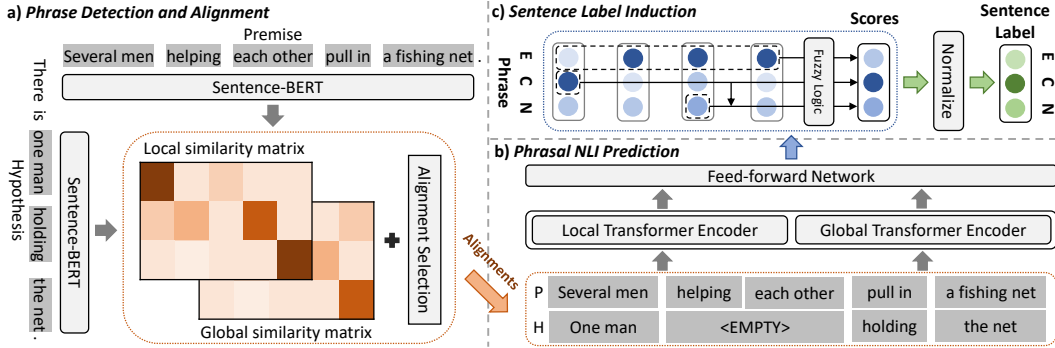 a) Phrase Detection and Alignment
Premise
Several men helping each other pull in a fishing net .
Sentence-BERT
There is one man holding the net .
Hypothesis
Sentence-BERT
Local similarity matrix
Global similarity matrix
Alignment Selection
Alignments
c) Sentence Label Induction
Scores
Sentence
Label
Phrase
E
C
N
Fuzzy Logic
Normalize
E
C
N
b) Phrasal NLI Prediction
Feed-forward Network
Local Transformer Encoder
Global Transformer Encoder
P Several men helping each other pull in a fishing net
H One man <EMPTY> holding the net